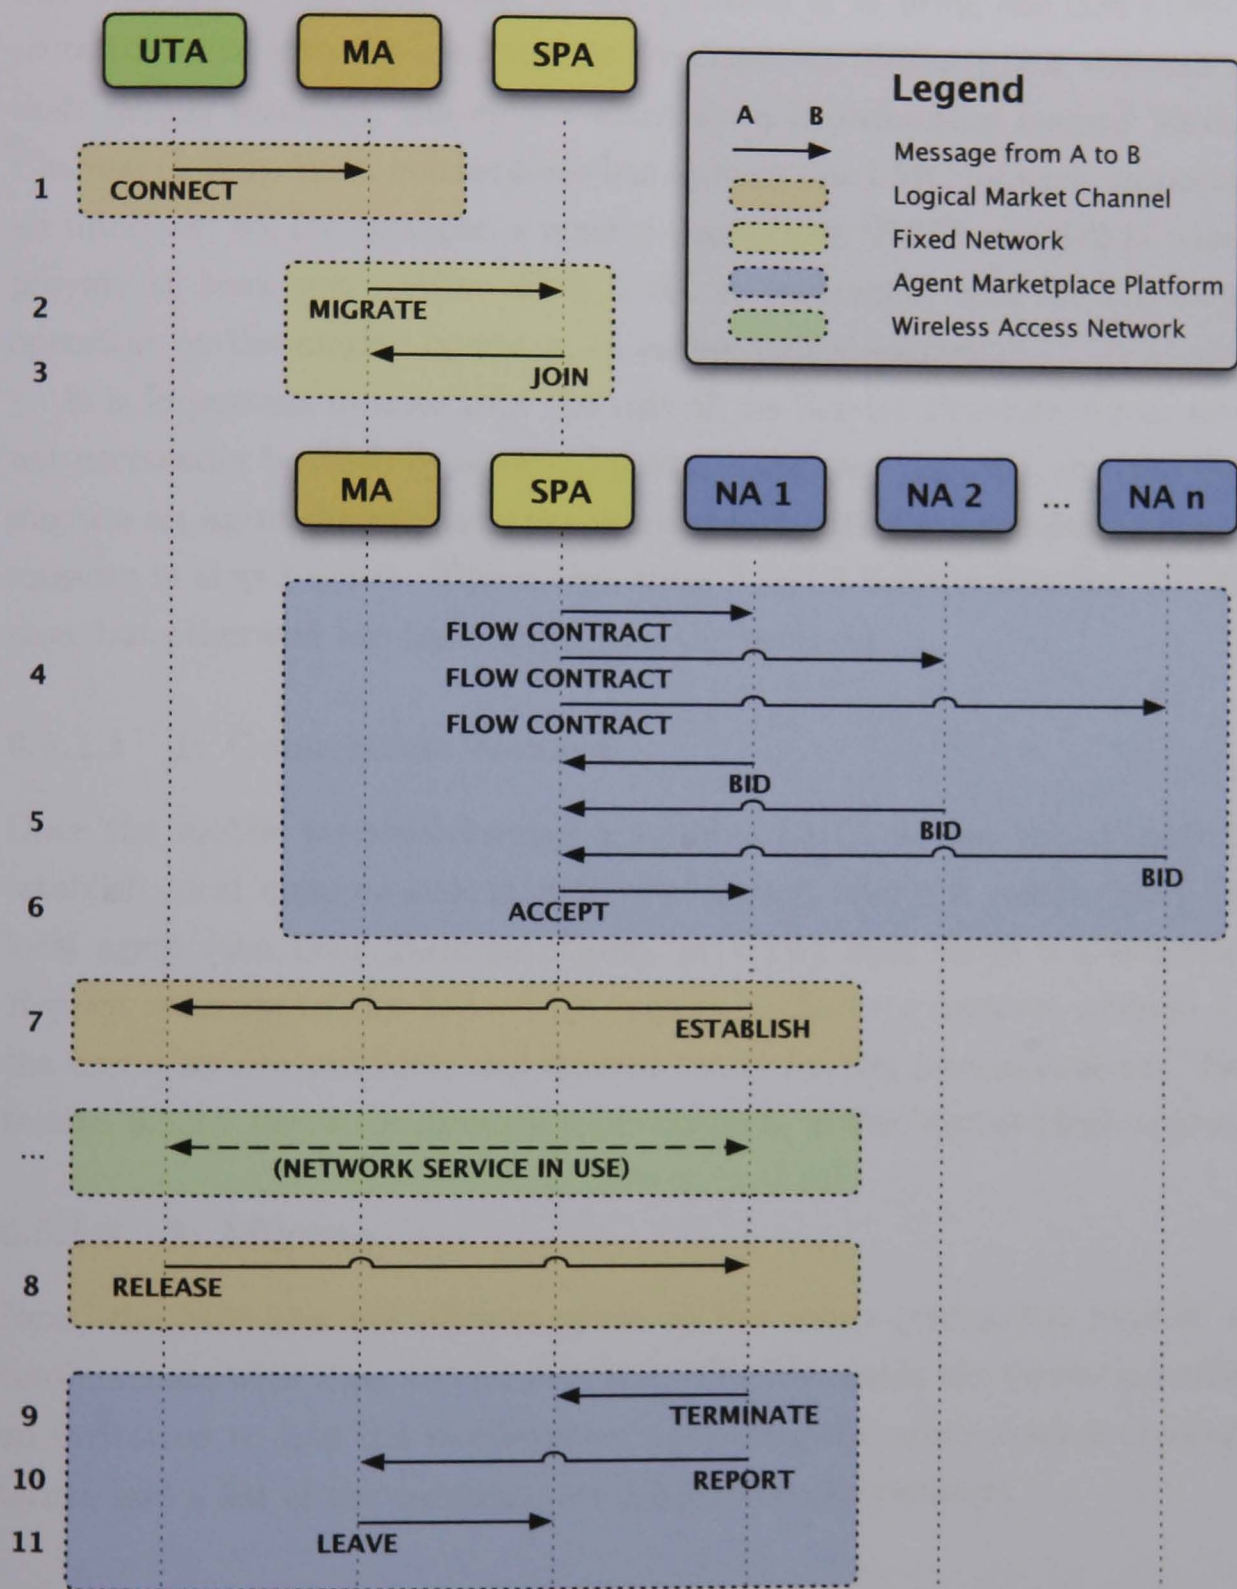 UTA MA SPA
Legend
A B
Message from A to B
Logical Market Channel
Fixed Network
Agent Marketplace Platform
Wireless Access Network
1 CONNECT
2 MIGRATE
3 JOIN
MA SPA NA 1 NA 2 ... NA n
FLOW CONTRACT
4 FLOW CONTRACT
FLOW CONTRACT
BID
5 BID
BID
6 ACCEPT
7 ESTABLISH
... (NETWORK SERVICE IN USE)
8 RELEASE
9 TERMINATE
10 REPORT
11 LEAVE